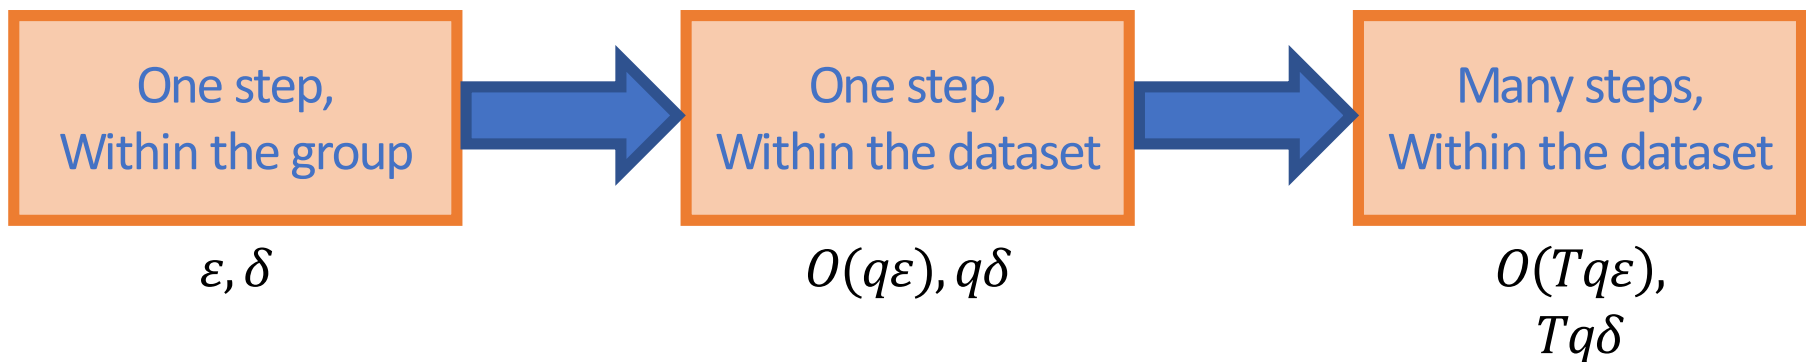 One step,
Within the group
One step,
Within the dataset
Many steps,
Within the dataset
ε, δ
O(qε), qδ
O(Tqε),
Tqδ